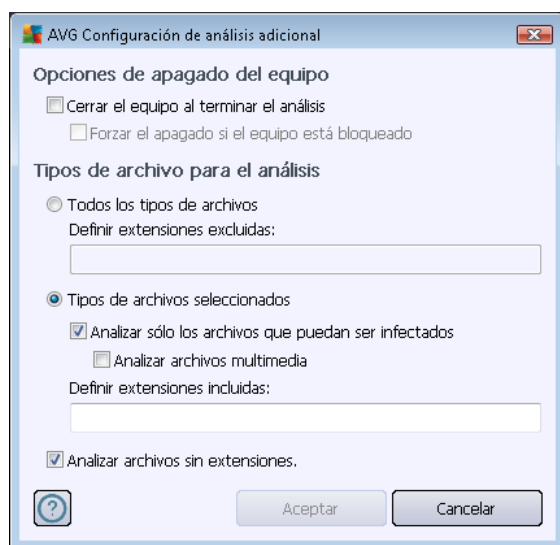 AVG Configuración de análisis adicional
Opciones de apagado del equipo
Cerrar el equipo al terminar el análisis
Forzar el apagado si el equipo está bloqueado
Tipos de archivo para el análisis
Todos los tipos de archivos
Definir extensiones excluidas:
Tipos de archivos seleccionados
Analizar sólo los archivos que puedan ser infectados
Analizar archivos multimedia
Definir extensiones incluidas:
Analizar archivos sin extensiones.
? Aceptar Cancelar